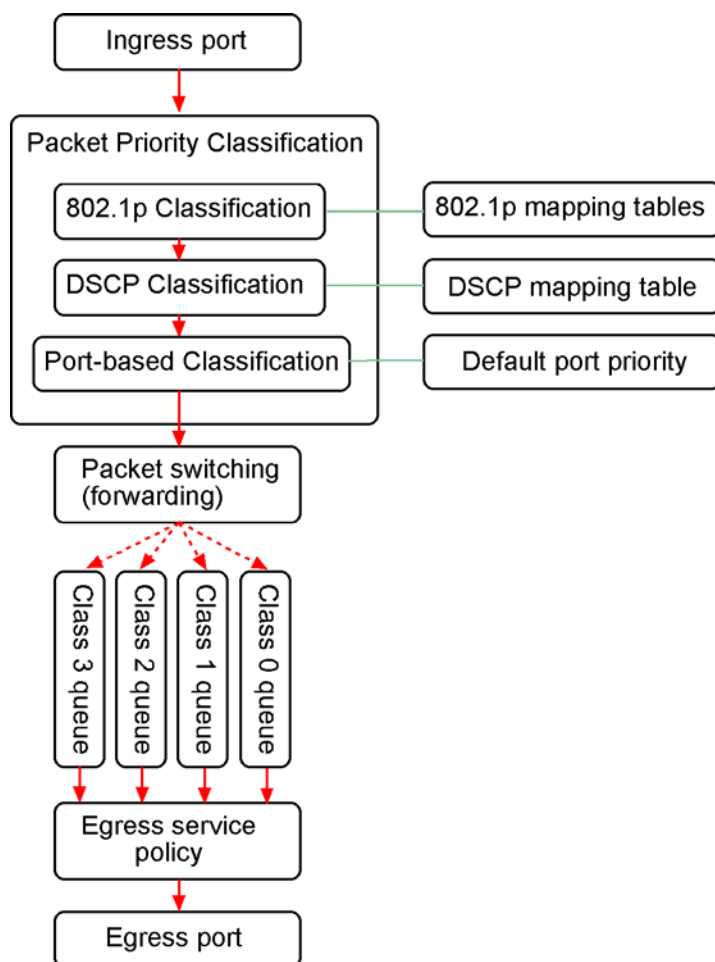 Ingress port
Packet Priority Classification
802.1p Classification
802.1p mapping tables
DSCP Classification
DSCP mapping table
Port-based Classification
Default port priority
Packet switching
(forwarding)
Class 3 queue
Class 2 queue
Class 1 queue
Class 0 queue
Egress service
policy
Egress port